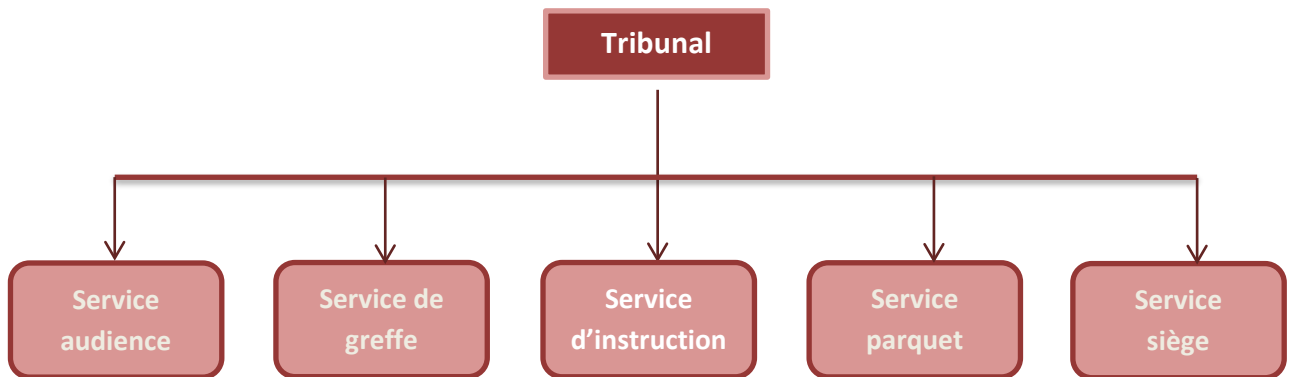 Tribunal
Service
audience
Service de
greffe
Service
d’instruction
Service
parquet
Service
siège